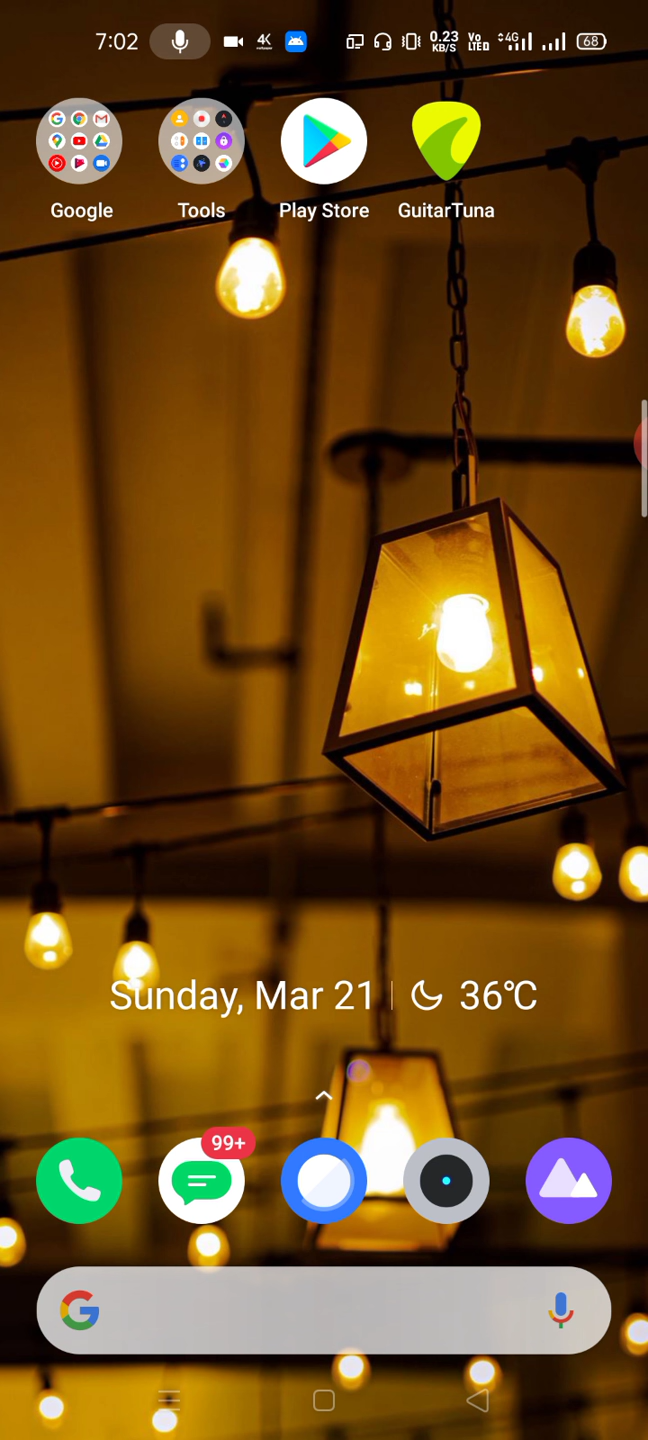 7:02
4K
0.23
KB/S
Vo
LTED
4G
68
Google
Tools
Play Store
GuitarTuna
Sunday, Mar 21
36℃
99+